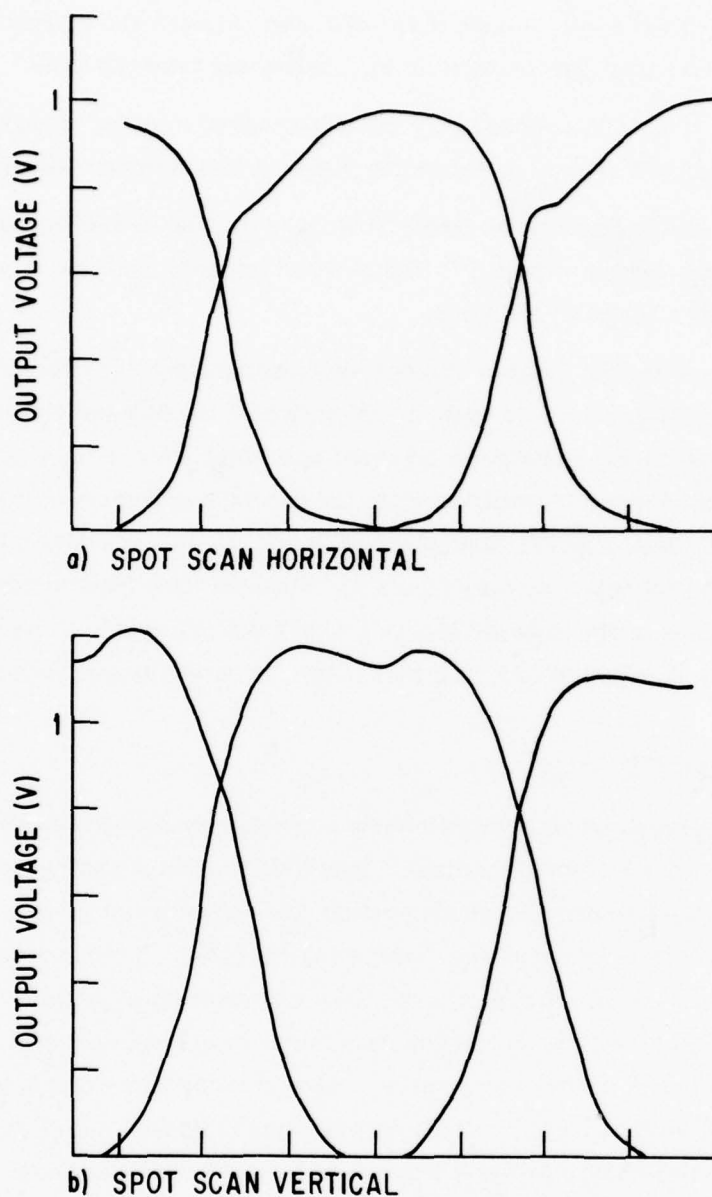 OUTPUT VOLTAGE (V)
1
a) SPOT SCAN HORIZONTAL
OUTPUT VOLTAGE (V)
1
b) SPOT SCAN VERTICAL